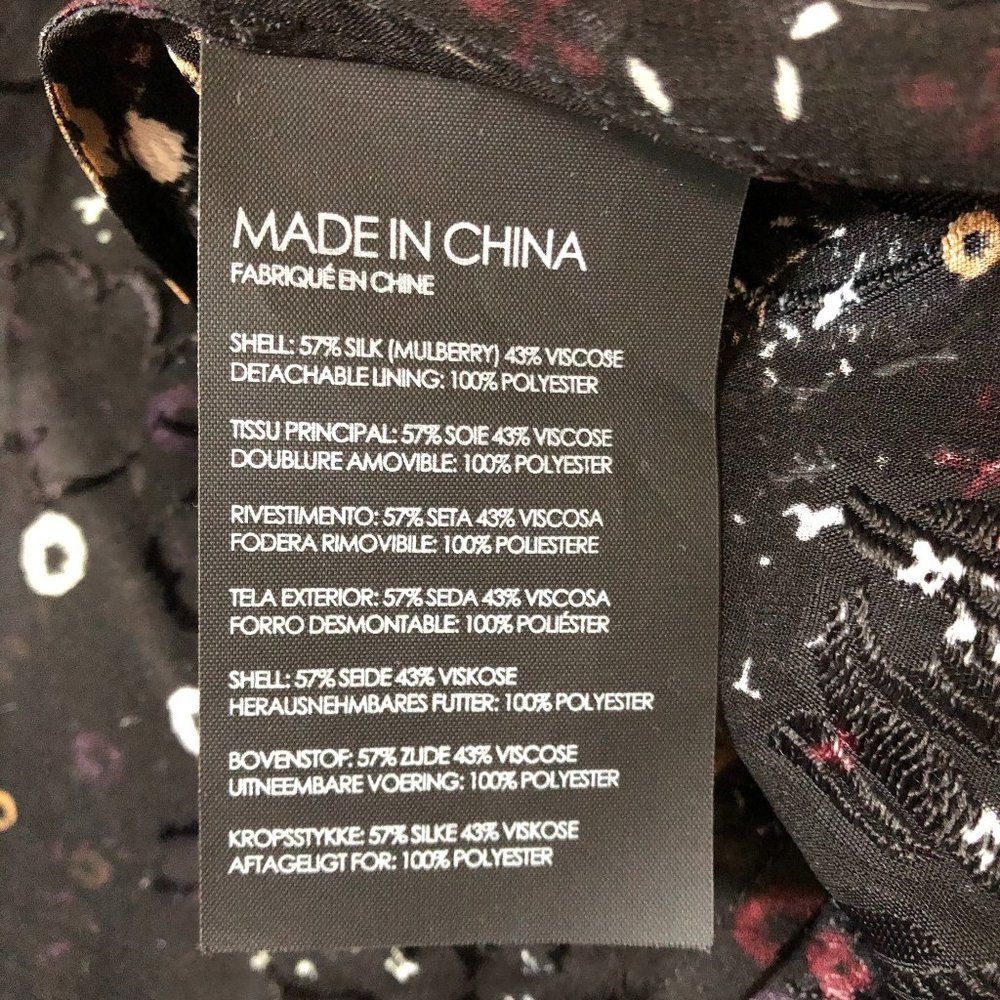 MADE IN CHINA
FABRIQUÉ EN CHINE
SHELL: 57% SILK (MULBERRY) 43% VISCOSE
DETACHABLE LINING: 100% POLYESTER
TISSU PRINCIPAL: 57% SOIE 43% VISCOSE
DOUBLURE AMOVIBLE: 100% POLYESTER
RIVESTIMENTO: 57% SETA 43% VISCOSA
FODERA RIMOVIBILE: 100% POLIESTERE
TELA EXTERIOR: 57% SEDA 43% VISCOSA
FORRO DESMONTABLE: 100% POLIÉSTER
SHELL: 57% SEIDE 43% VISKOSE
HERAUSNEHMBARES FUTTER: 100% POLYESTER
BOVENSTOF: 57% ZIJDE 43% VISCOSE
UITNEEMBARE VOERING: 100% POLYESTER
KROPSSTYKKE: 57% SILKE 43% VISKOSE
AFTAGELIGT FOR: 100% POLYESTER